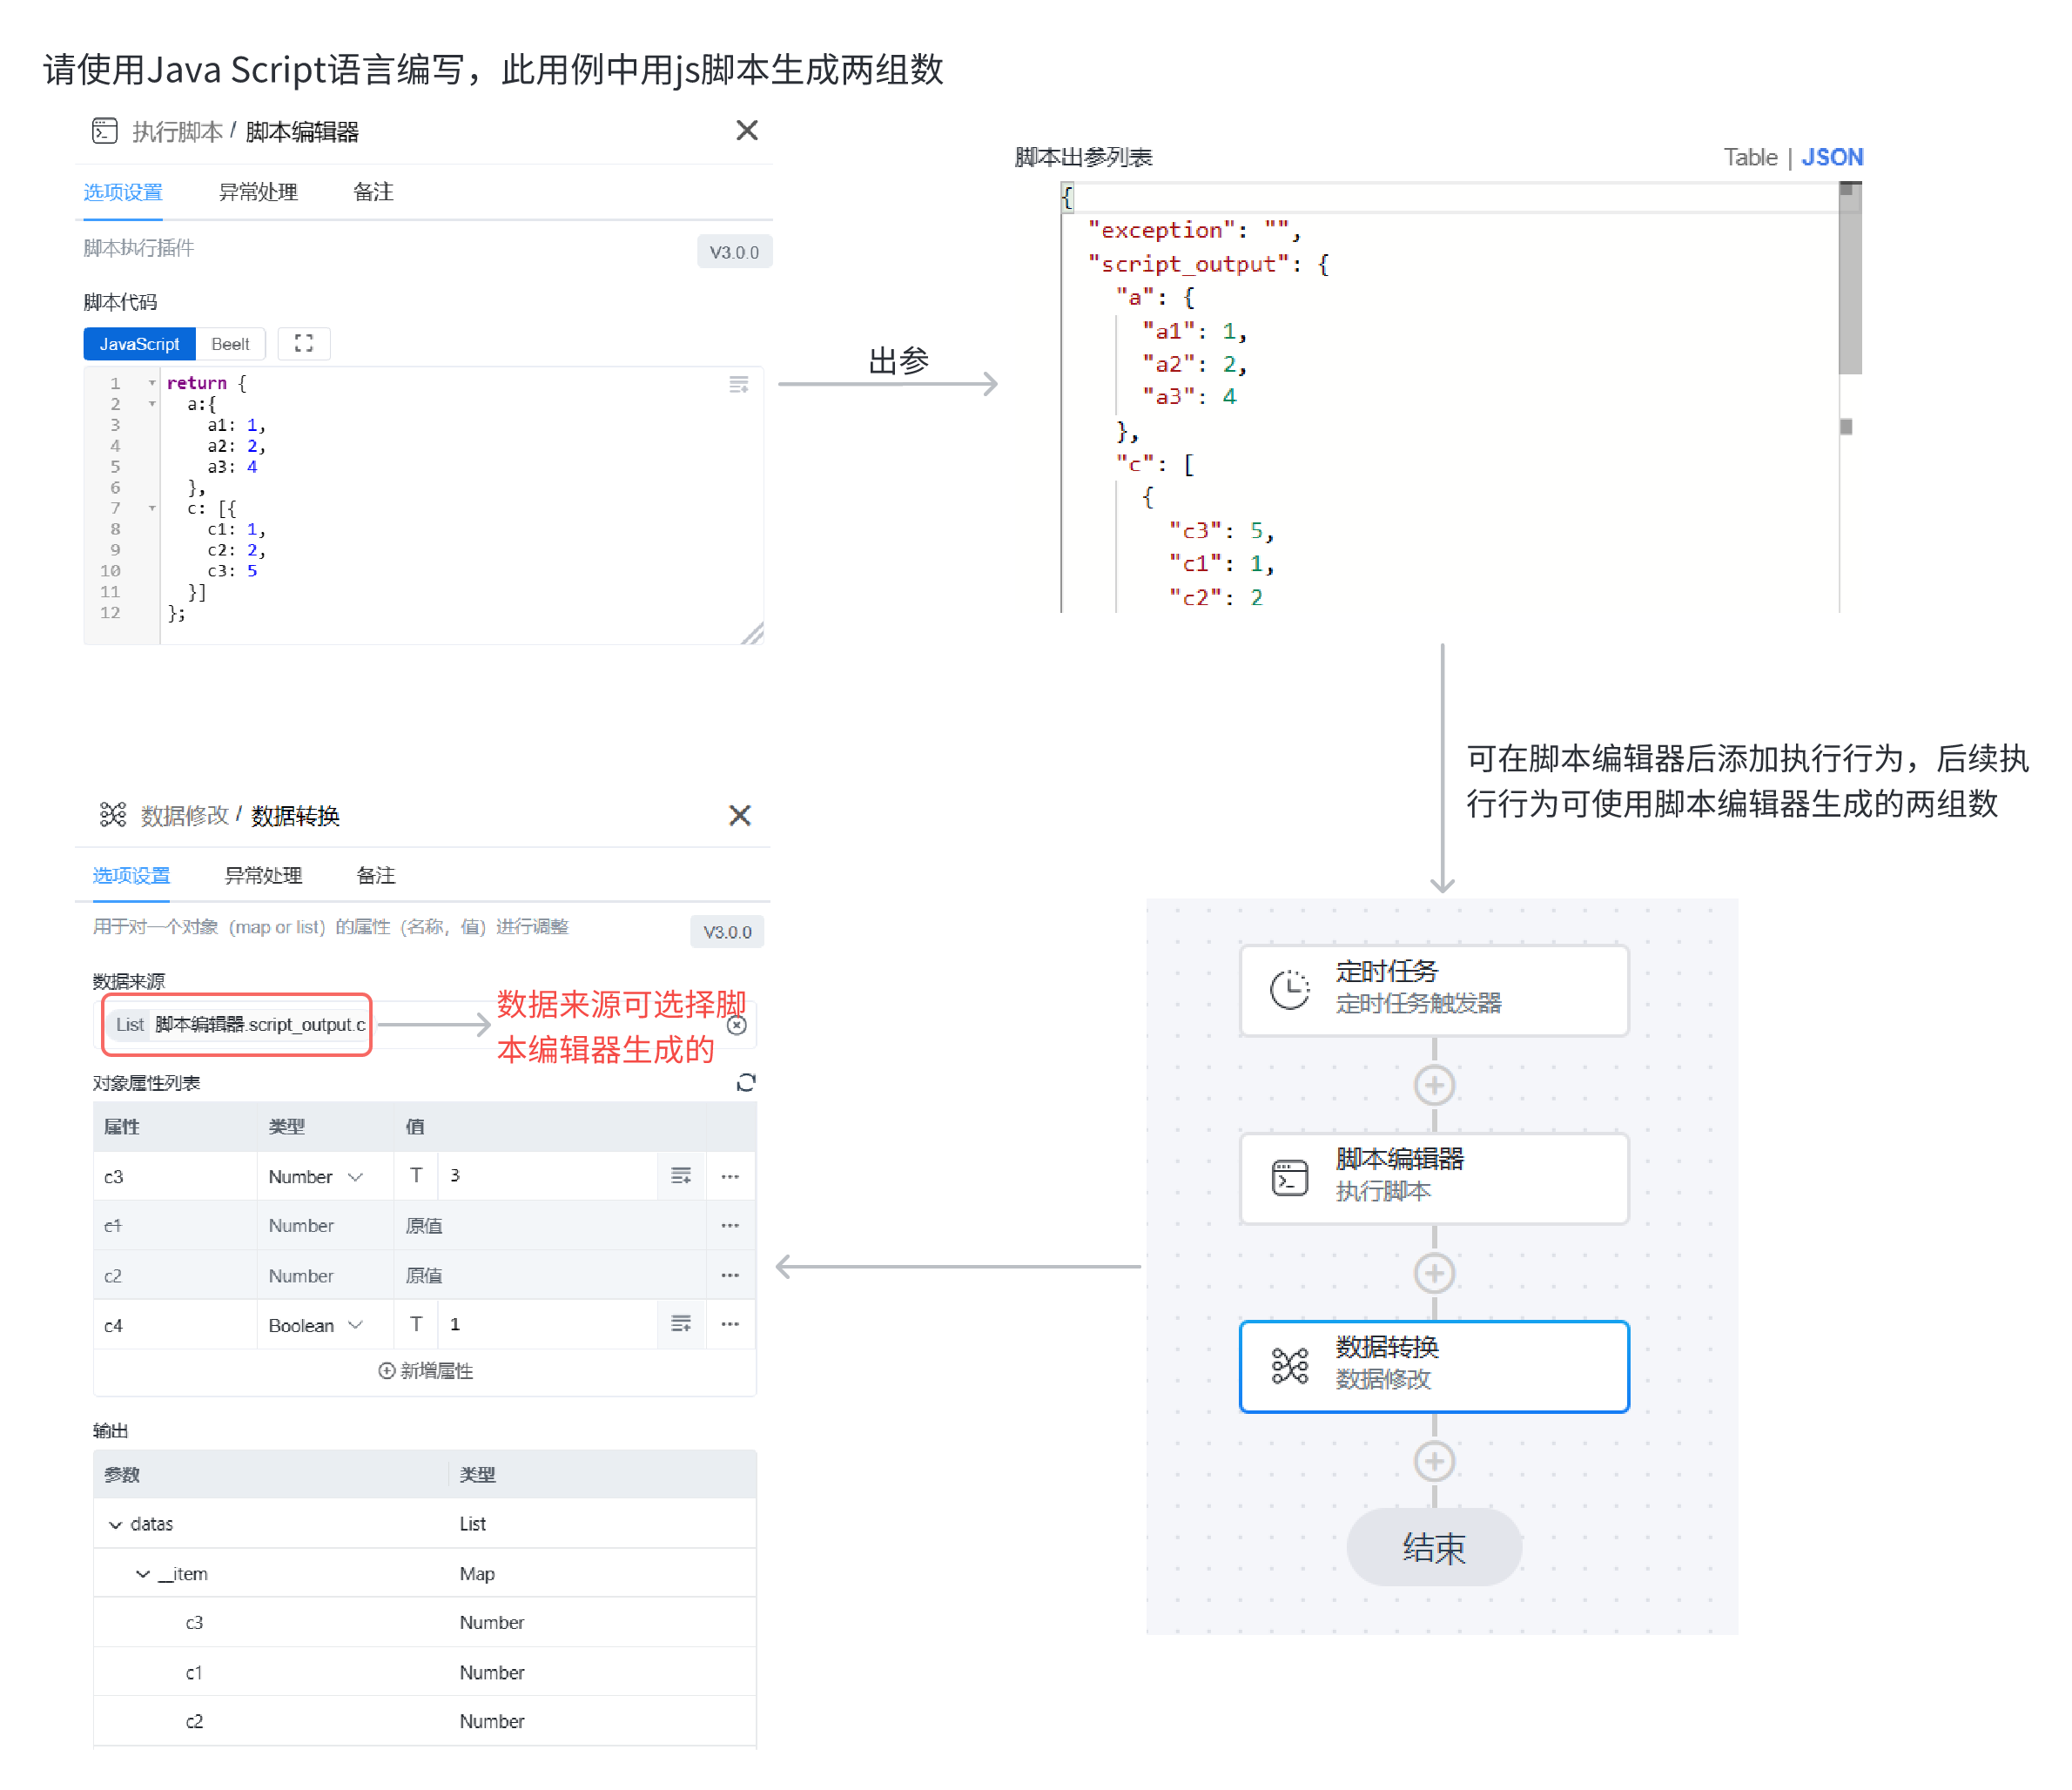 请使用Java Script语言编写，此用例中用js脚本生成两组数
执行脚本 / 脚本编辑器
选项设置 异常处理 备注
脚本执行插件 V3.0.0
脚本代码
JavaScript Beelt
1 return {
2 a:{
3 a1: 1,
4 a2: 2,
5 a3: 4
6 },
7 c: [{
8 c1: 1,
9 c2: 2,
10 c3: 5
11 }]
12 };
出参
脚本出参列表 Table | JSON
{
"exception": "",
"script_output": {
"a": {
"a1": 1,
"a2": 2,
"a3": 4
},
"c": [
{
"c3": 5,
"c1": 1,
"c2": 2
可在脚本编辑器后添加执行行为，后续执
行行为可使用脚本编辑器生成的两组数
定时任务
定时任务触发器
脚本编辑器
执行脚本
数据转换
数据修改
结束
数据修改 / 数据转换
选项设置 异常处理 备注
用于对一个对象（map or list）的属性（名称，值）进行调整 V3.0.0
数据来源
List 脚本编辑器.script_output.c
数据来源可选择脚
本编辑器生成的
对象属性列表
属性 类型 值
c3 Number T 3
c1 Number 原值
c2 Number 原值
c4 Boolean T 1
新增属性
输出
参数 类型
datas List
__item Map
c3 Number
c1 Number
c2 Number